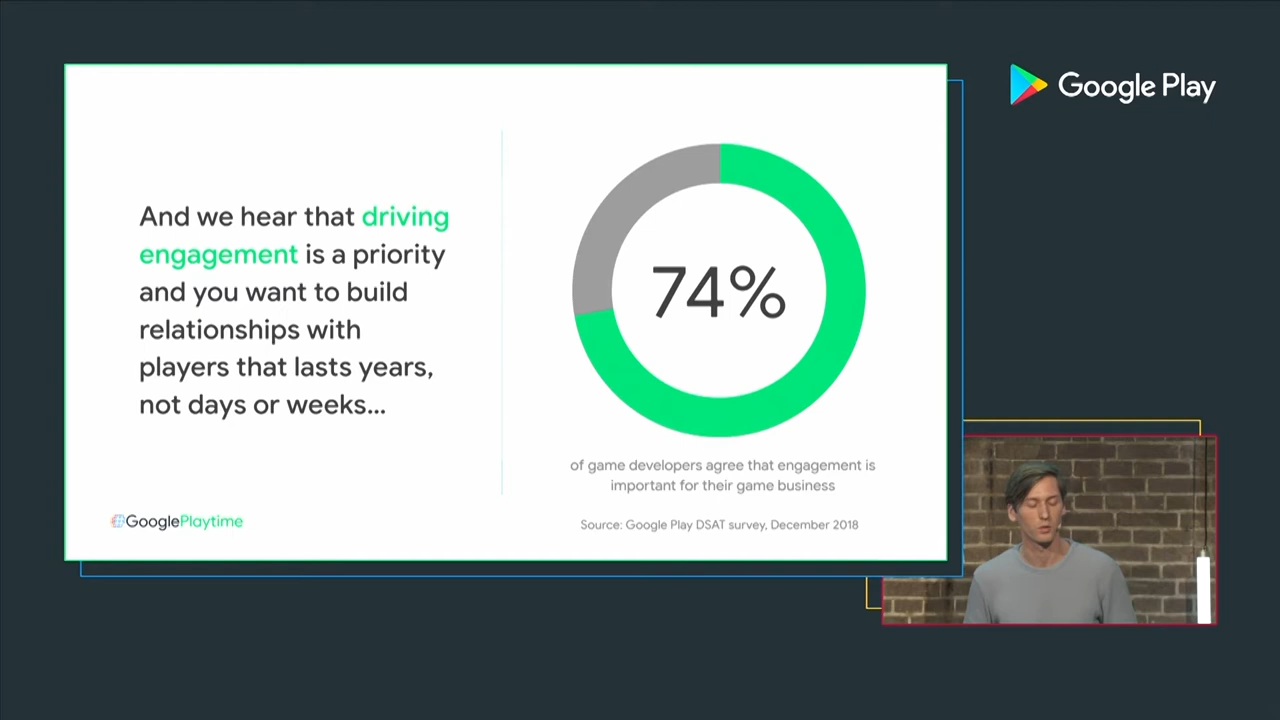 Google Play
And we hear that driving
engagement is a priority
and you want to build
relationships with
players that lasts years,
not days or weeks...
74%
of game developers agree that engagement is
important for their game business
Source: Google Play DSAT survey, December 2018
#GooglePlaytime